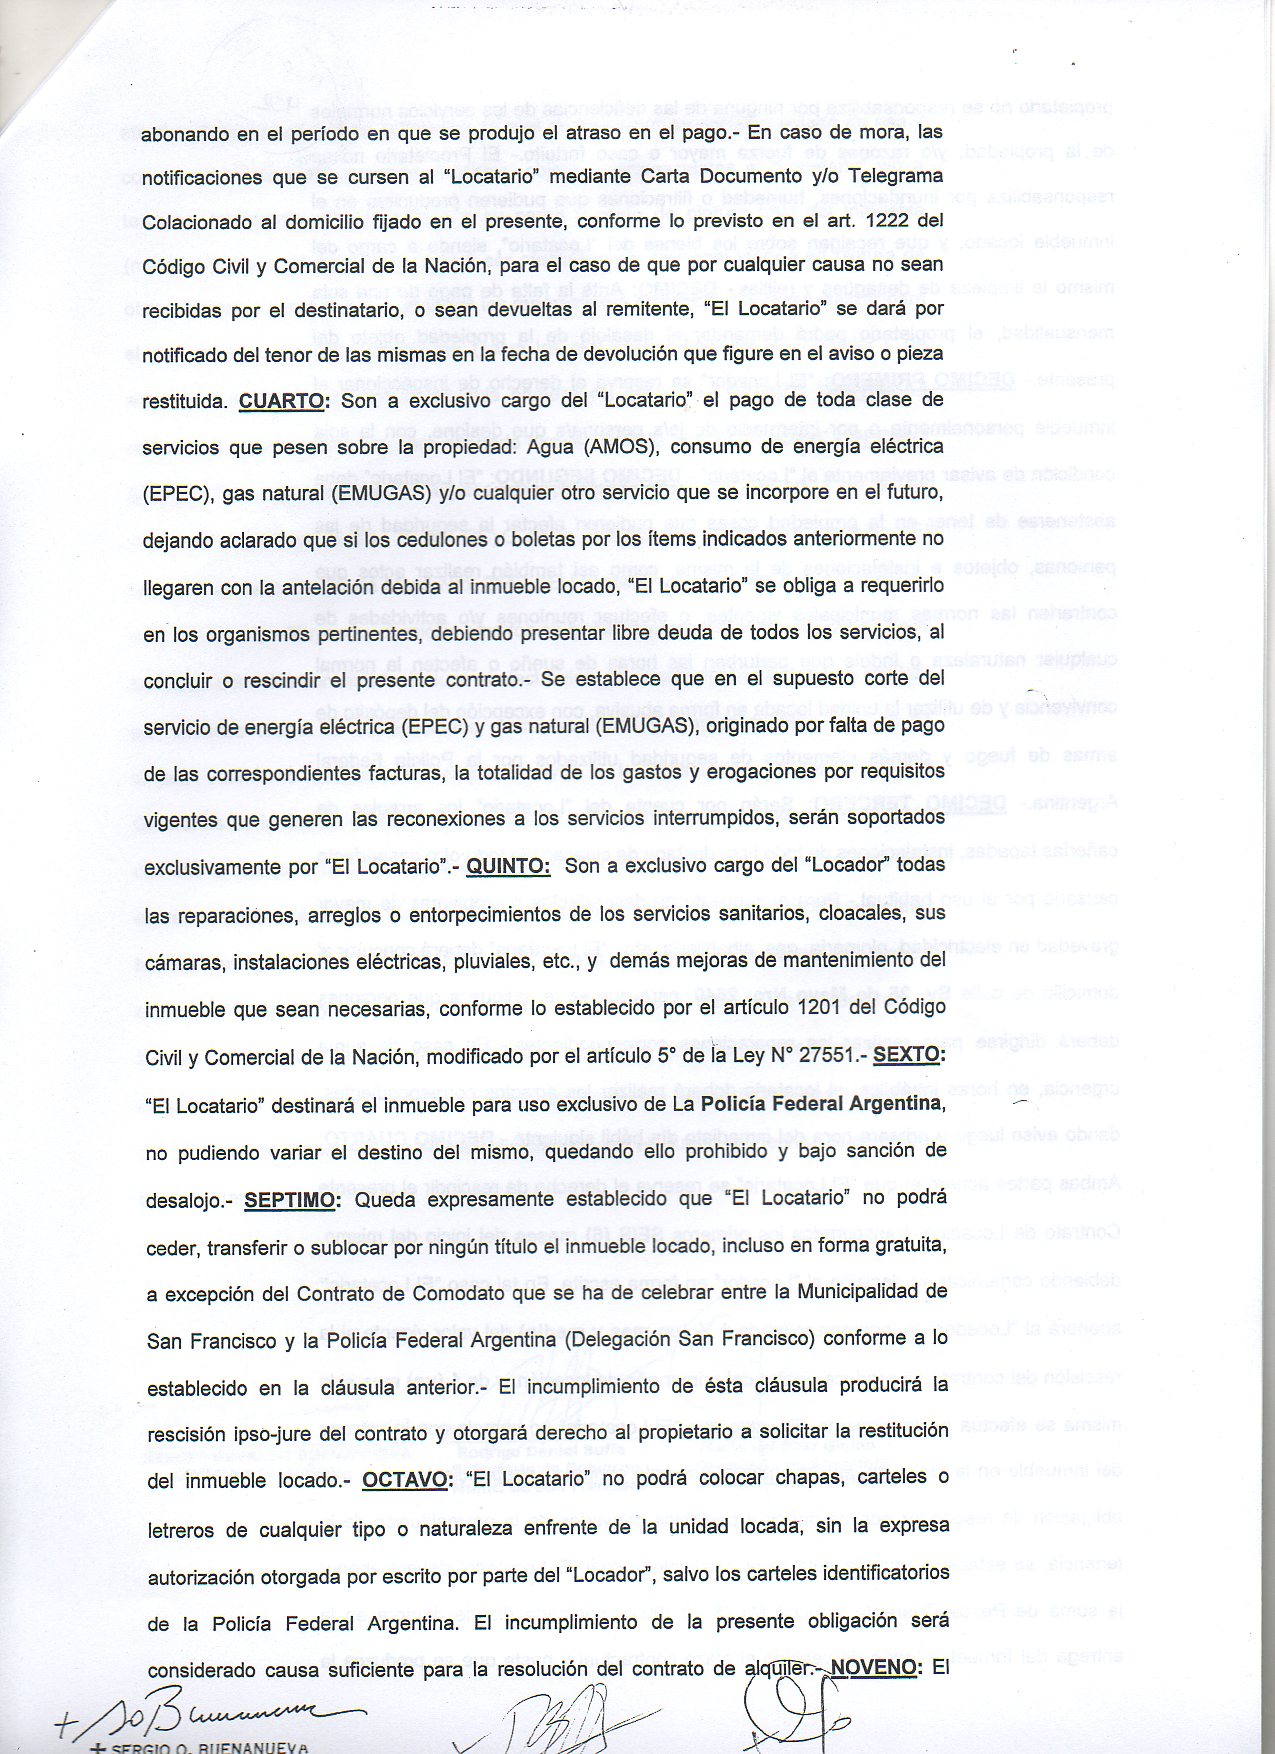 abonando en el período en que se produjo el atraso en el pago.- En caso de mora, las
notificaciones que se cursen al “Locatario” mediante Carta Documento y/o Telegrama
Colacionado al domicilio fijado en el presente, conforme lo previsto en el art. 1222 del
Código Civil y Comercial de la Nación, para el caso de que por cualquier causa no sean
recibidas por el destinatario, o sean devueltas al remitente, “El Locatario” se dará por
notificado del tenor de las mismas en la fecha de devolución que figure en el aviso o pieza
restituida. CUARTO: Son a exclusivo cargo del “Locatario” el pago de toda clase de
servicios que pesen sobre la propiedad: Agua (AMOS), consumo de energía eléctrica
(EPEC), gas natural (EMUGAS) y/o cualquier otro servicio que se incorpore en el futuro,
dejando aclarado que si los cedulones o boletas por los ítems indicados anteriormente no
llegaren con la antelación debida al inmueble locado, “El Locatario” se obliga a requerirlo
en los organismos pertinentes, debiendo presentar libre deuda de todos los servicios, al
concluir o rescindir el presente contrato.- Se establece que en el supuesto corte del
servicio de energía eléctrica (EPEC) y gas natural (EMUGAS), originado por falta de pago
de las correspondientes facturas, la totalidad de los gastos y erogaciones por requisitos
vigentes que generen las reconexiones a los servicios interrumpidos, serán soportados
exclusivamente por “El Locatario”.- QUINTO: Son a exclusivo cargo del “Locador” todas
las reparaciones, arreglos o entorpecimientos de los servicios sanitarios, cloacales, sus
cámaras, instalaciones eléctricas, pluviales, etc., y demás mejoras de mantenimiento del
inmueble que sean necesarias, conforme lo establecido por el artículo 1201 del Código
Civil y Comercial de la Nación, modificado por el artículo 5° de la Ley N° 27551.- SEXTO:
“El Locatario” destinará el inmueble para uso exclusivo de La Policía Federal Argentina,
no pudiendo variar el destino del mismo, quedando ello prohibido y bajo sanción de
desalojo.- SEPTIMO: Queda expresamente establecido que “El Locatario” no podrá
ceder, transferir o sublocar por ningún título el inmueble locado, incluso en forma gratuita,
a excepción del Contrato de Comodato que se ha de celebrar entre la Municipalidad de
San Francisco y la Policía Federal Argentina (Delegación San Francisco) conforme a lo
establecido en la cláusula anterior.- El incumplimiento de ésta cláusula producirá la
rescisión ipso-jure del contrato y otorgará derecho al propietario a solicitar la restitución
del inmueble locado.- OCTAVO: “El Locatario” no podrá colocar chapas, carteles o
letreros de cualquier tipo o naturaleza enfrente de la unidad locada, sin la expresa
autorización otorgada por escrito por parte del “Locador”, salvo los carteles identificatorios
de la Policía Federal Argentina. El incumplimiento de la presente obligación será
considerado causa suficiente para la resolución del contrato de alquiler.- NOVENO: El
+ SERGIO O. BUENANUEVA